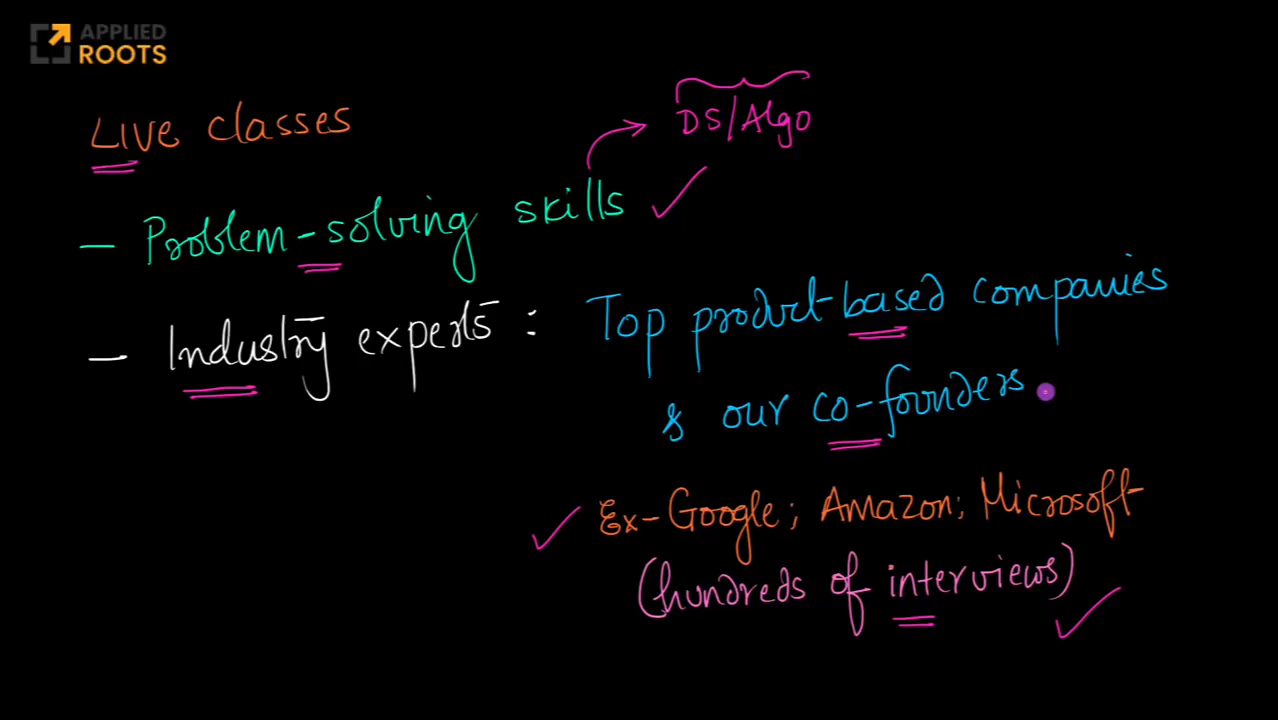 APPLIED
ROOTS
DS/Algo
Live classes
- Problem-solving skills
- Industry experts: Top product-based companies
& our co-founders
Ex-Google; Amazon; Microsoft
(hundreds of interviews)